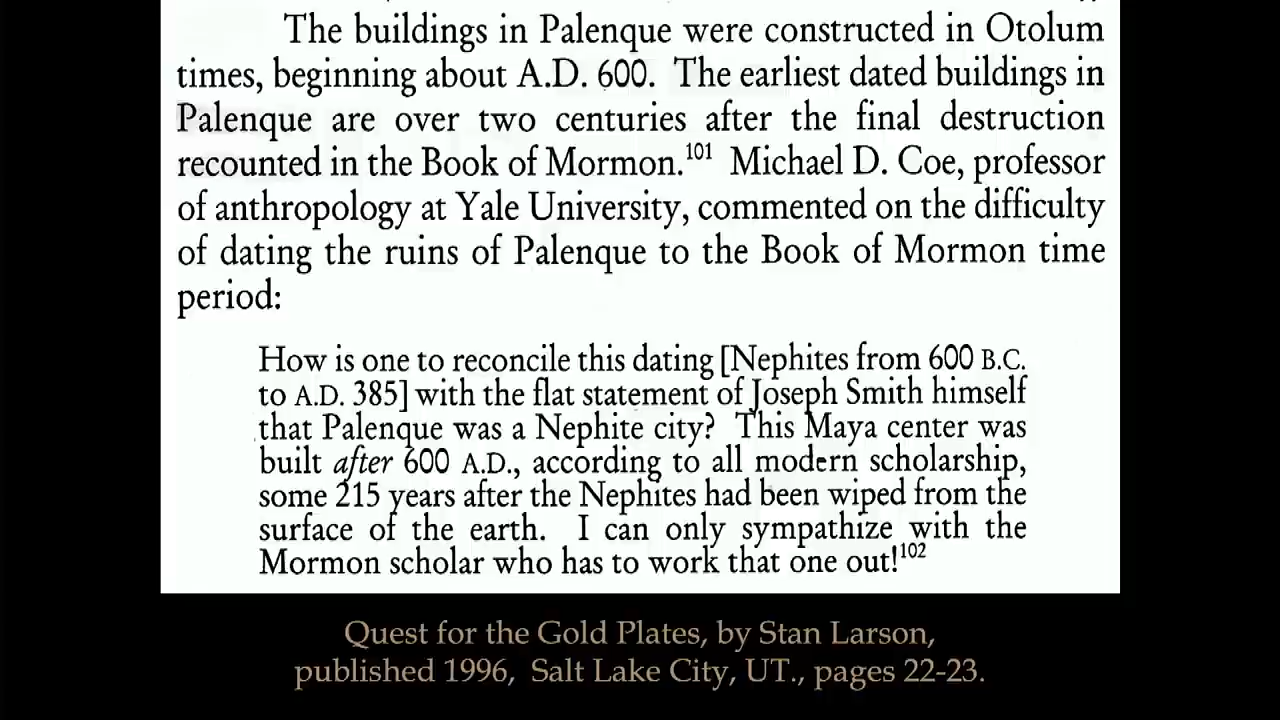 The buildings in Palenque were constructed in Otolum
times, beginning about A.D. 600. The earliest dated buildings in
Palenque are over two centuries after the final destruction
recounted in the Book of Mormon.101 Michael D. Coe, professor
of anthropology at Yale University, commented on the difficulty
of dating the ruins of Palenque to the Book of Mormon time
period:
How is one to reconcile this dating [Nephites from 600 B.C.
to A.D. 385] with the flat statement of Joseph Smith himself
that Palenque was a Nephite city? This Maya center was
built after 600 A.D., according to all modern scholarship,
some 215 years after the Nephites had been wiped from the
surface of the earth. I can only sympathize with the
Mormon scholar who has to work that one out!102
Quest for the Gold Plates, by Stan Larson,
published 1996, Salt Lake City, UT., pages 22-23.